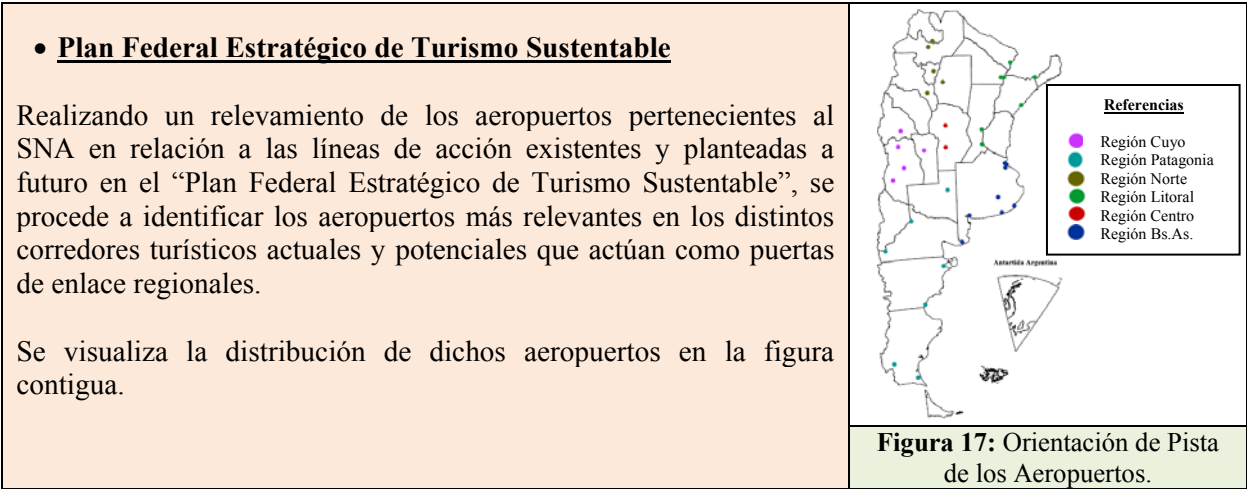 • Plan Federal Estratégico de Turismo Sustentable
Realizando un relevamiento de los aeropuertos pertenecientes al
SNA en relación a las líneas de acción existentes y planteadas a
futuro en el “Plan Federal Estratégico de Turismo Sustentable”, se
procede a identificar los aeropuertos más relevantes en los distintos
corredores turísticos actuales y potenciales que actúan como puertas
de enlace regionales.
Se visualiza la distribución de dichos aeropuertos en la figura
contigua.
Referencias
Región Cuyo
Región Patagonia
Región Norte
Región Litoral
Región Centro
Región Bs.As.
Antartida Argentina
Figura 17: Orientación de Pista
de los Aeropuertos.